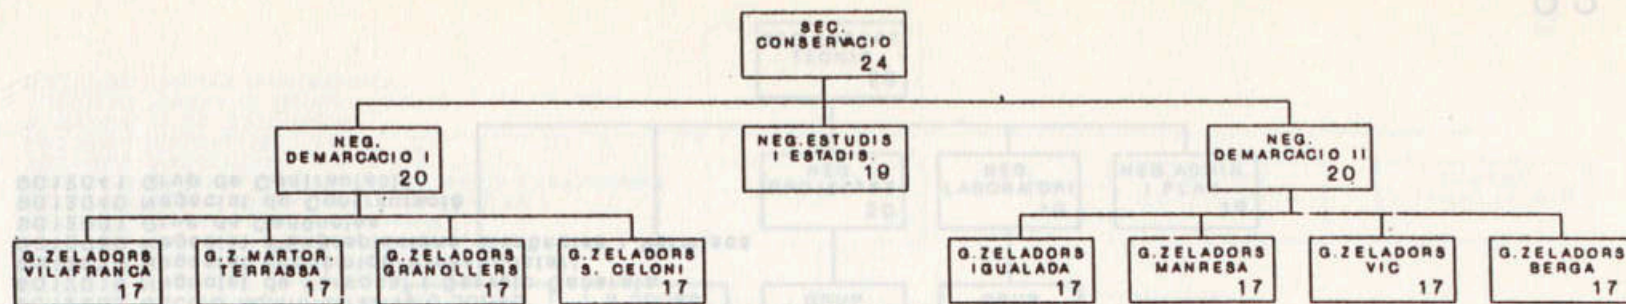 SEC.
CONSERVACIO
24
NEG.
DEMARCACIO I
20
NEG.ESTUDIS
I ESTADIS.
19
NEG.
DEMARCACIO II
20
G.ZELADORS
VILAFRANCA
17
G.Z.MARTOR.
TERRASSA
17
G.ZELADORS
GRANOLLERS
17
G.ZELADORS
S. CELONI
17
G.ZELADORS
IGUALADA
17
G.ZELADORS
MANRESA
17
G.ZELADORS
VIC
17
G.ZELADORS
BERGA
17